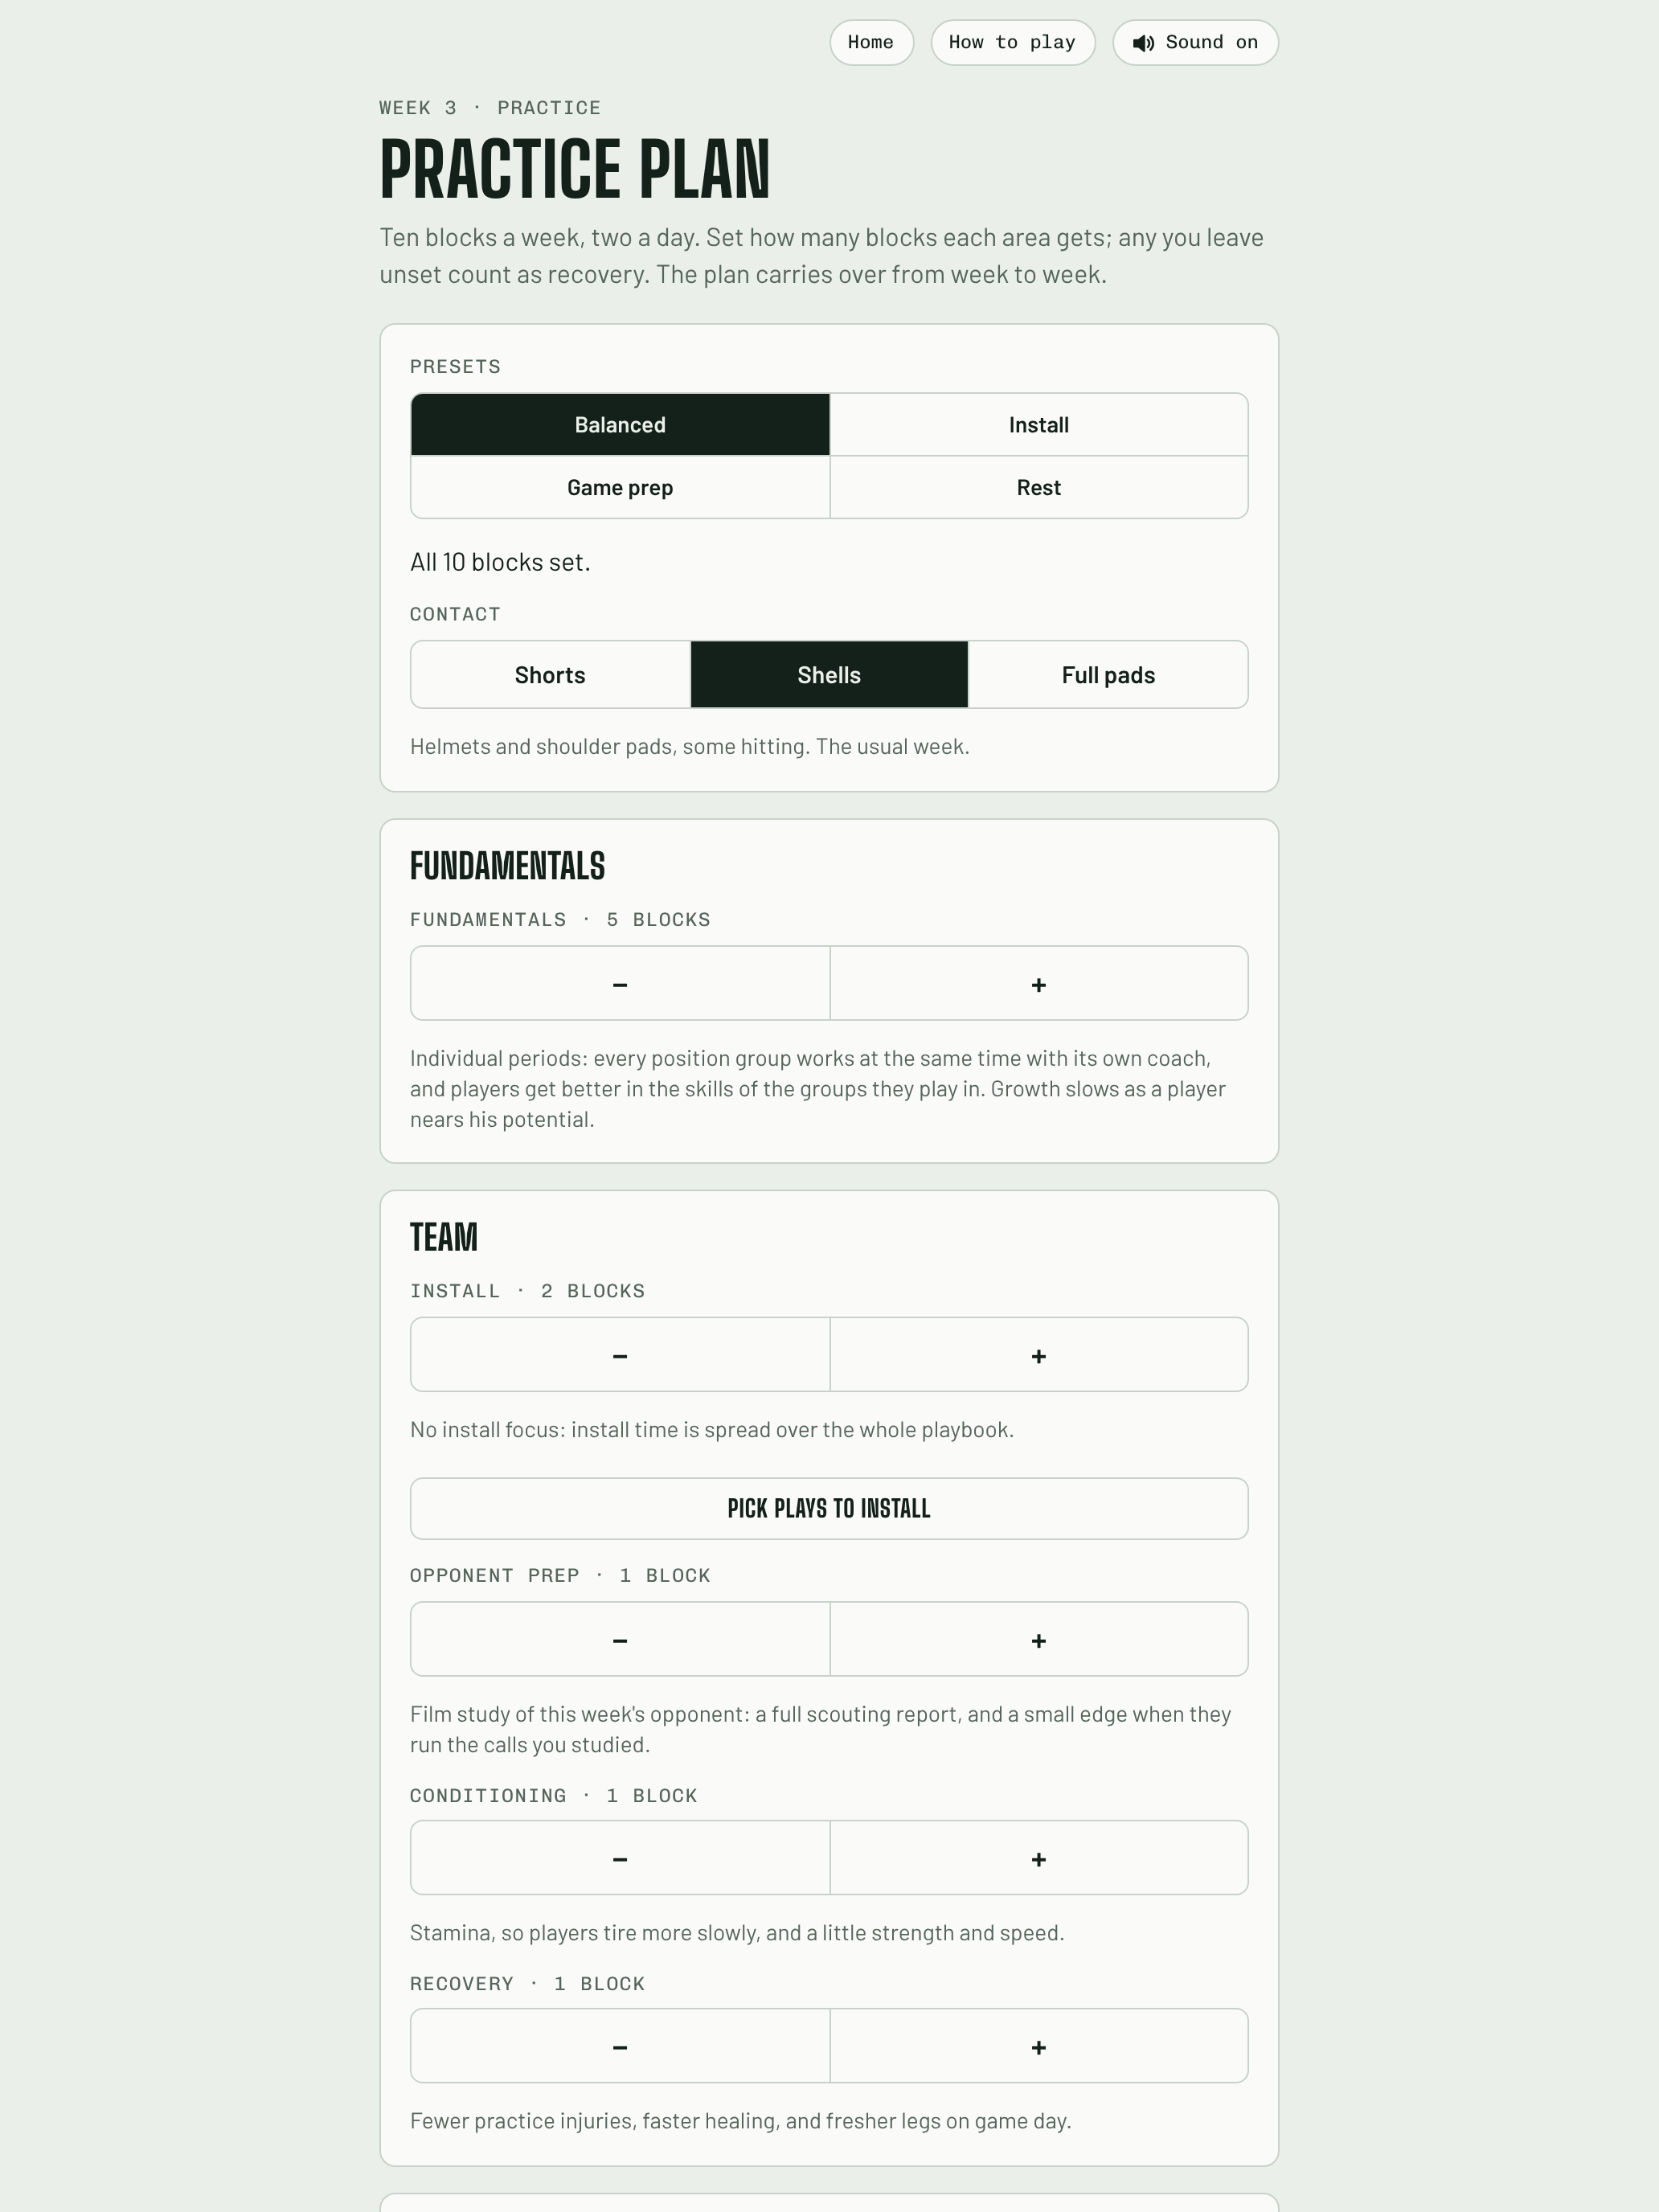 Home
How to play
Sound on
WEEK 3 · PRACTICE
PRACTICE PLAN
Ten blocks a week, two a day. Set how many blocks each area gets; any you leave
unset count as recovery. The plan carries over from week to week.
PRESETS
Balanced
Install
Game prep
Rest
All 10 blocks set.
CONTACT
Shorts
Shells
Full pads
Helmets and shoulder pads, some hitting. The usual week.
FUNDAMENTALS
FUNDAMENTALS · 5 BLOCKS
− +
Individual periods: every position group works at the same time with its own coach,
and players get better in the skills of the groups they play in. Growth slows as a player
nears his potential.
TEAM
INSTALL · 2 BLOCKS
− +
No install focus: install time is spread over the whole playbook.
PICK PLAYS TO INSTALL
OPPONENT PREP · 1 BLOCK
− +
Film study of this week's opponent: a full scouting report, and a small edge when they
run the calls you studied.
CONDITIONING · 1 BLOCK
− +
Stamina, so players tire more slowly, and a little strength and speed.
RECOVERY · 1 BLOCK
− +
Fewer practice injuries, faster healing, and fresher legs on game day.